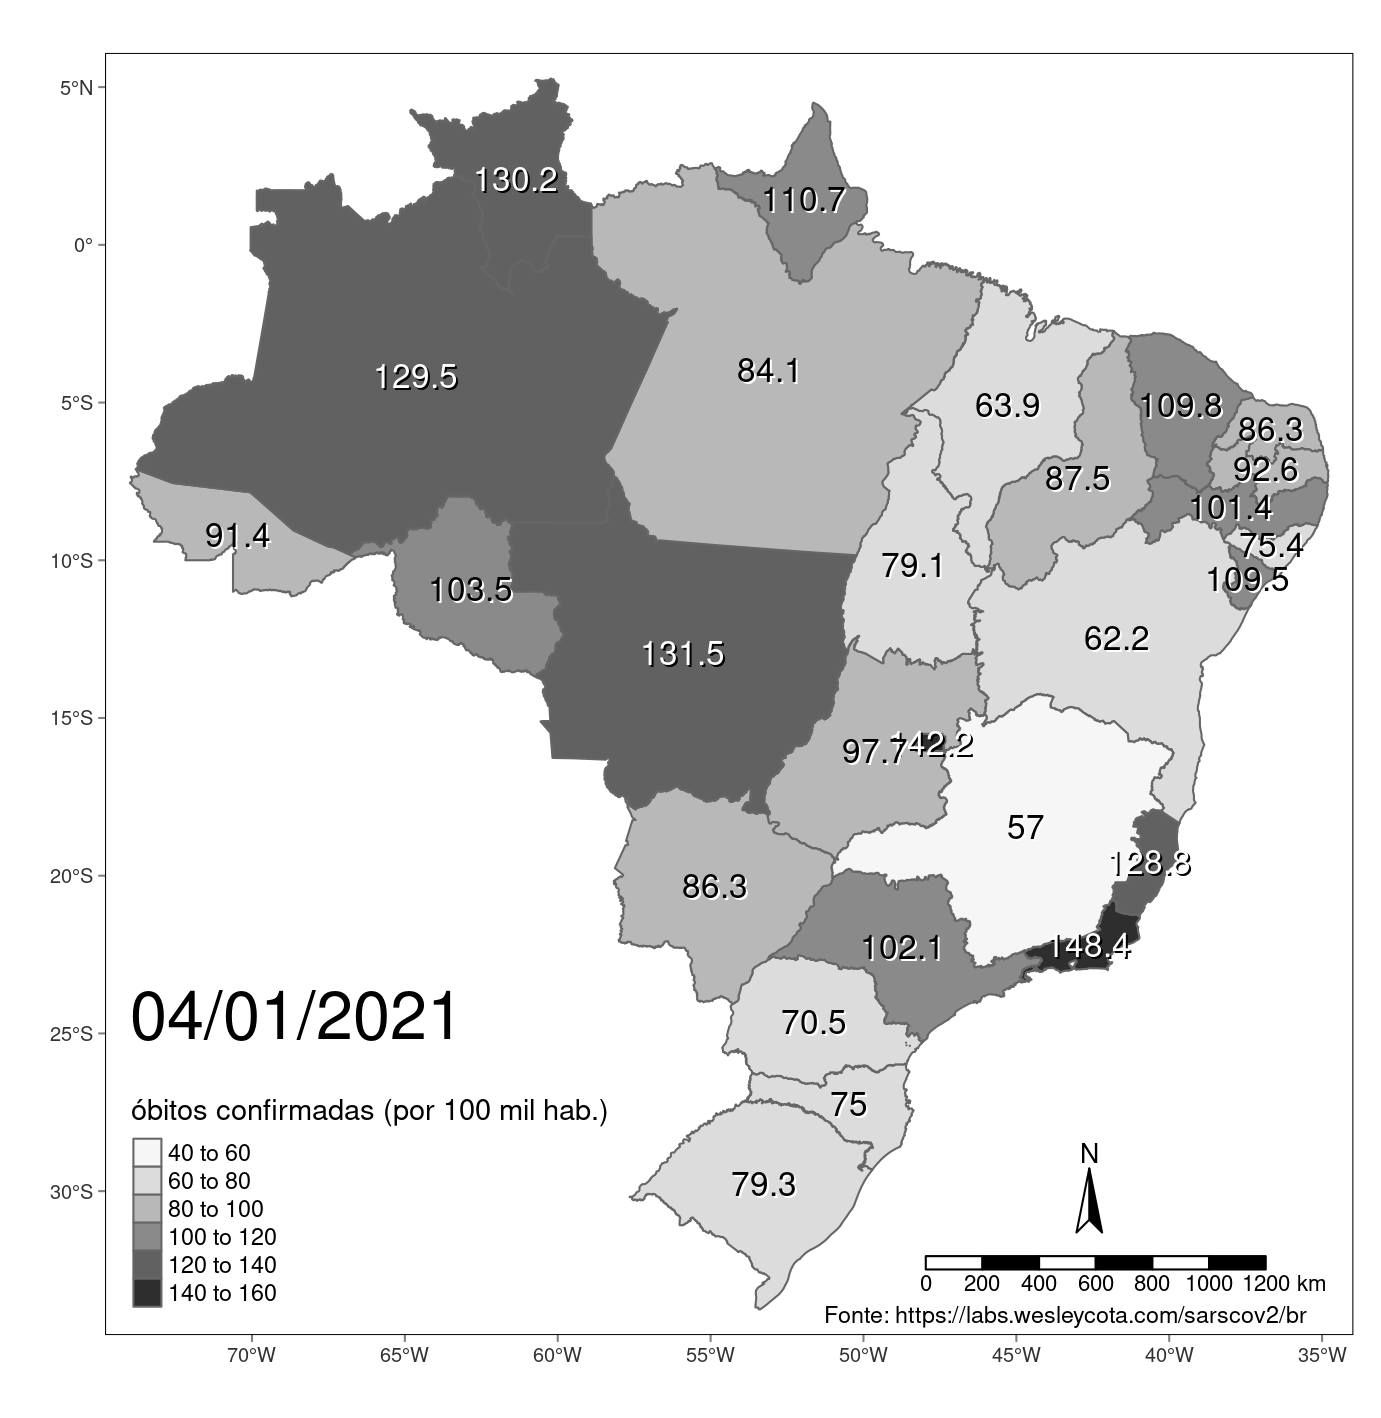 5°N
0°
5°S
10°S
15°S
20°S
25°S
30°S
130.2
110.7
129.5
84.1
63.9
109.8
86.3
92.6
87.5
101.4
75.4
109.5
91.4
103.5
79.1
131.5
62.2
97.7
142.2
57
128.8
86.3
102.1
148.4
70.5
75
79.3
04/01/2021
óbitos confirmadas (por 100 mil hab.)
40 to 60
60 to 80
80 to 100
100 to 120
120 to 140
140 to 160
N
0 200 400 600 800 1000 1200 km
Fonte: https://labs.wesleycota.com/sarscov2/br
70°W 65°W 60°W 55°W 50°W 45°W 40°W 35°W